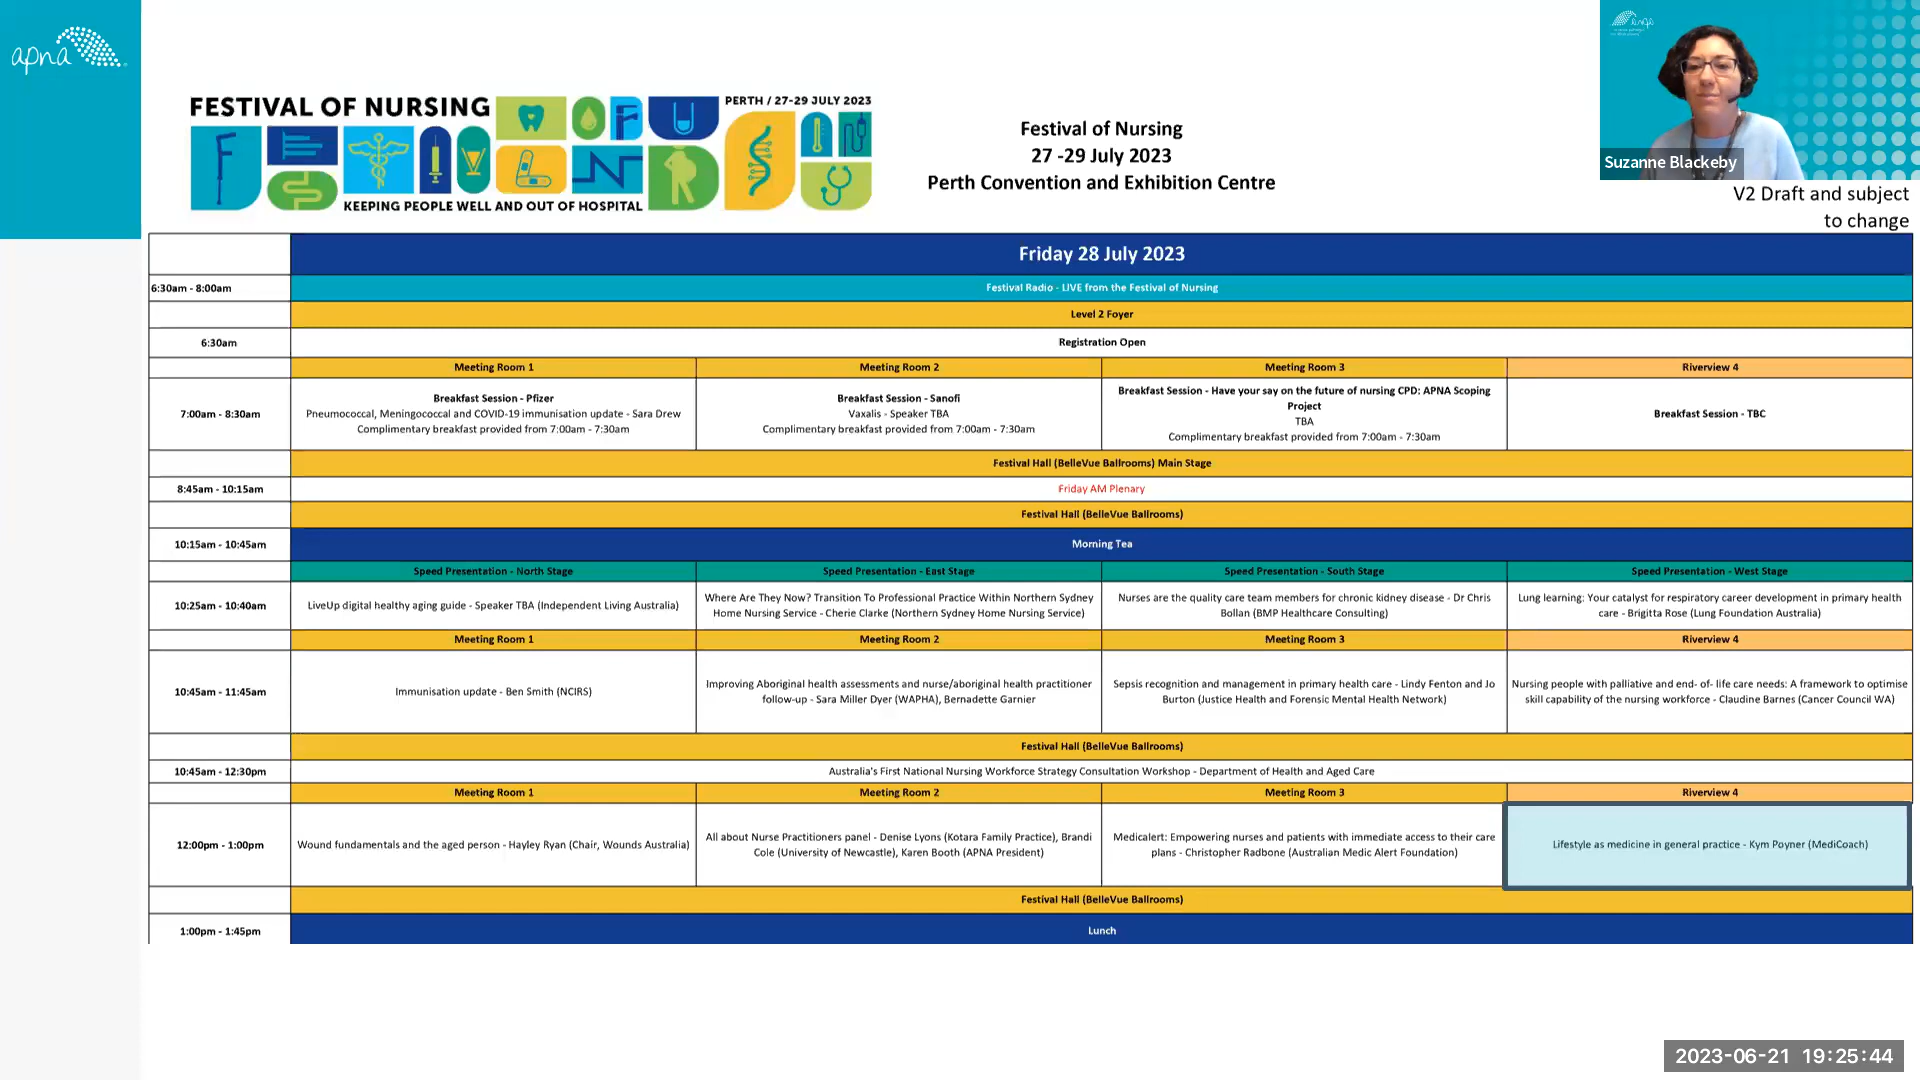 apna
FESTIVAL OF NURSING
PERTH / 27-29 JULY 2023
KEEPING PEOPLE WELL AND OUT OF HOSPITAL
Festival of Nursing
27 -29 July 2023
Perth Convention and Exhibition Centre
Suzanne Blackeby
V2 Draft and subject
to change
Friday 28 July 2023
6:30am - 8:00am
Festival Radio - LIVE from the Festival of Nursing
Level 2 Foyer
6:30am
Registration Open
Meeting Room 1
Meeting Room 2
Meeting Room 3
Riverview 4
7:00am - 8:30am
Breakfast Session - Pfizer
Pneumococcal, Meningococcal and COVID-19 immunisation update - Sara Drew
Complimentary breakfast provided from 7:00am - 7:30am
Breakfast Session - Sanofi
Vaxalis - Speaker TBA
Complimentary breakfast provided from 7:00am - 7:30am
Breakfast Session - Have your say on the future of nursing CPD: APNA Scoping
Project
TBA
Complimentary breakfast provided from 7:00am - 7:30am
Breakfast Session - TBC
Festival Hall (BelleVue Ballrooms) Main Stage
8:45am - 10:15am
Friday AM Plenary
Festival Hall (BelleVue Ballrooms)
10:15am - 10:45am
Morning Tea
Speed Presentation - North Stage
Speed Presentation - East Stage
Speed Presentation - South Stage
Speed Presentation - West Stage
10:25am - 10:40am
LiveUp digital healthy aging guide - Speaker TBA (Independent Living Australia)
Where Are They Now? Transition To Professional Practice Within Northern Sydney
Home Nursing Service - Cherie Clarke (Northern Sydney Home Nursing Service)
Nurses are the quality care team members for chronic kidney disease - Dr Chris
Bollan (BMP Healthcare Consulting)
Lung learning: Your catalyst for respiratory career development in primary health
care - Brigitta Rose (Lung Foundation Australia)
Meeting Room 1
Meeting Room 2
Meeting Room 3
Riverview 4
10:45am - 11:45am
Immunisation update - Ben Smith (NCIRS)
Improving Aboriginal health assessments and nurse/aboriginal health practitioner
follow-up - Sara Miller Dyer (WAPHA), Bernadette Garnier
Sepsis recognition and management in primary health care - Lindy Fenton and Jo
Burton (Justice Health and Forensic Mental Health Network)
Nursing people with palliative and end- of- life care needs: A framework to optimise
skill capability of the nursing workforce - Claudine Barnes (Cancer Council WA)
Festival Hall (BelleVue Ballrooms)
10:45am - 12:30pm
Australia's First National Nursing Workforce Strategy Consultation Workshop - Department of Health and Aged Care
Meeting Room 1
Meeting Room 2
Meeting Room 3
Riverview 4
12:00pm - 1:00pm
Wound fundamentals and the aged person - Hayley Ryan (Chair, Wounds Australia)
All about Nurse Practitioners panel - Denise Lyons (Kotara Family Practice), Brandi
Cole (University of Newcastle), Karen Booth (APNA President)
Medicalert: Empowering nurses and patients with immediate access to their care
plans - Christopher Radbone (Australian Medic Alert Foundation)
Lifestyle as medicine in general practice - Kym Poyner (MediCoach)
Festival Hall (BelleVue Ballrooms)
1:00pm - 1:45pm
Lunch
2023-06-21 19:25:44